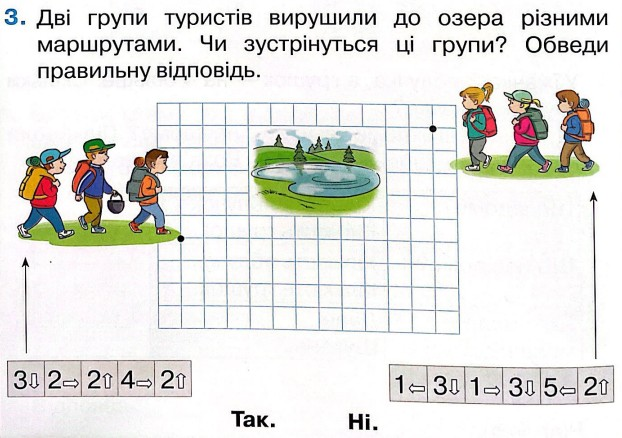 3. Дві групи туристів вирушили до озера різними
маршрутами. Чи зустрінуться ці групи? Обведи
правильну відповідь.
3⇩ 2⇨ 2⇧ 4⇨ 2⇧
1⇦ 3⇩ 1⇨ 3⇩ 5⇦ 2⇧
Так. Ні.